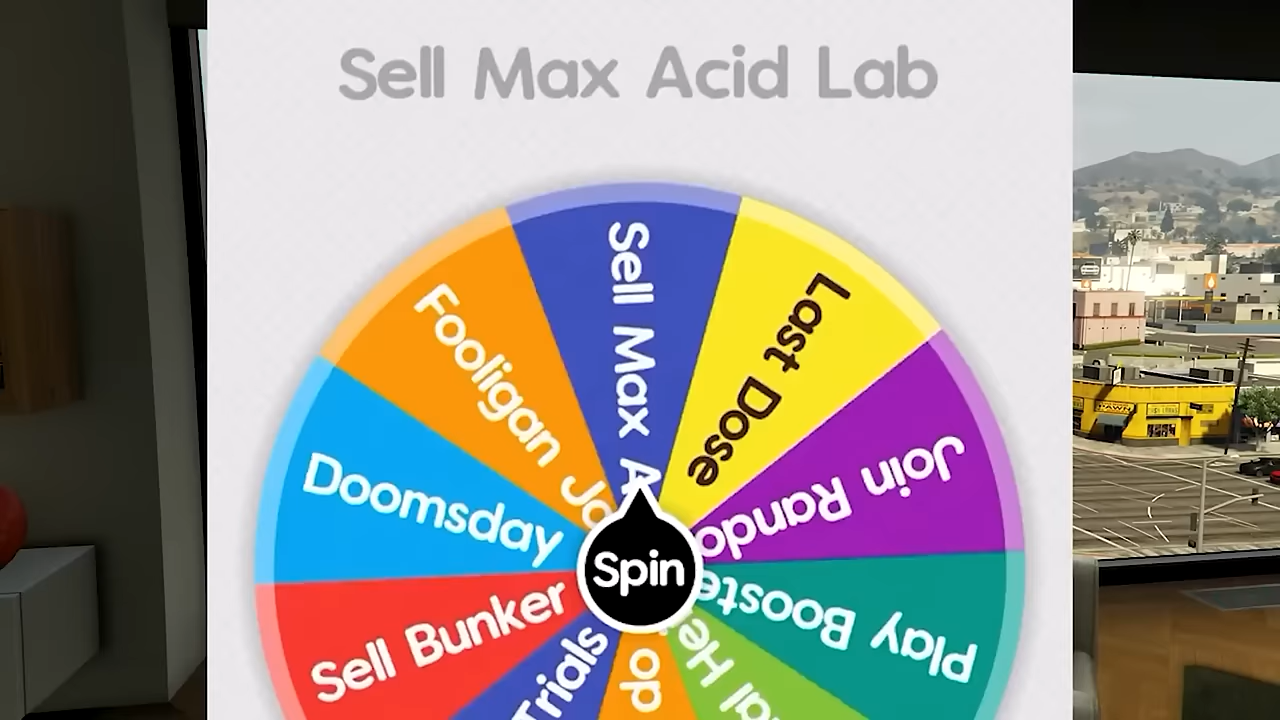 Sell Max Acid Lab
Sell Max A
Last Dose
Join Rando
Play Booste
Fooligan Jo
Doomsday
Sell Bunker
Trials
Spin